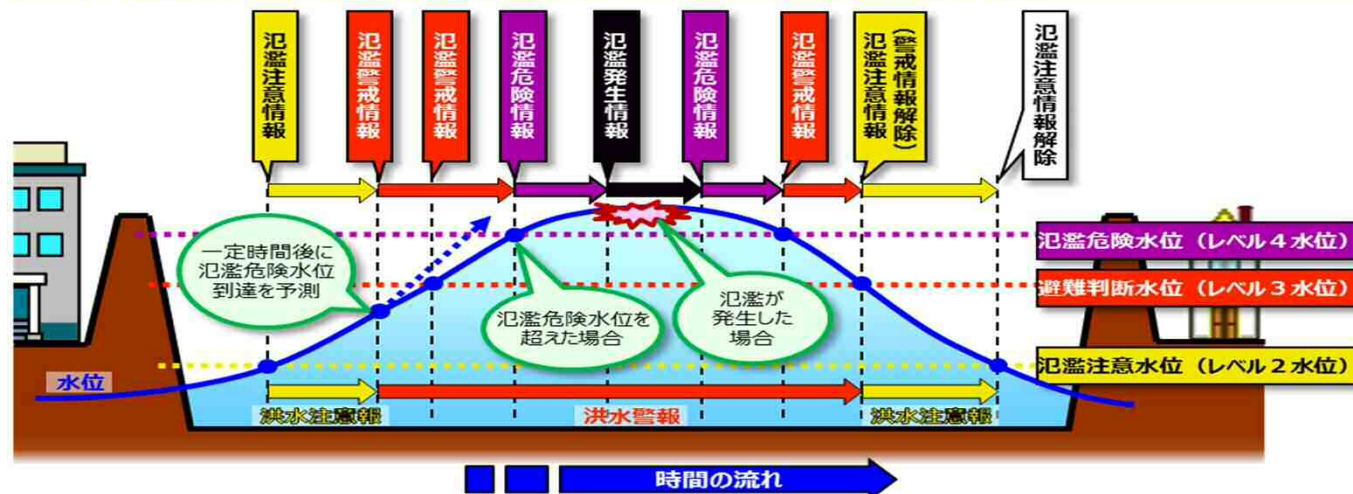 氾濫注意情報
氾濫警戒情報
氾濫警戒情報
氾濫危険情報
氾濫発生情報
氾濫危険情報
氾濫警戒情報
(警戒情報解除)
氾濫注意情報
氾濫注意情報解除
一定時間後に
氾濫危険水位
到達を予測
氾濫危険水位を
超えた場合
氾濫が
発生した
場合
氾濫危険水位(レベル4水位)
避難判断水位(レベル3水位)
氾濫注意水位(レベル2水位)
水位
洪水注意報
洪水警報
洪水注意報
時間の流れ